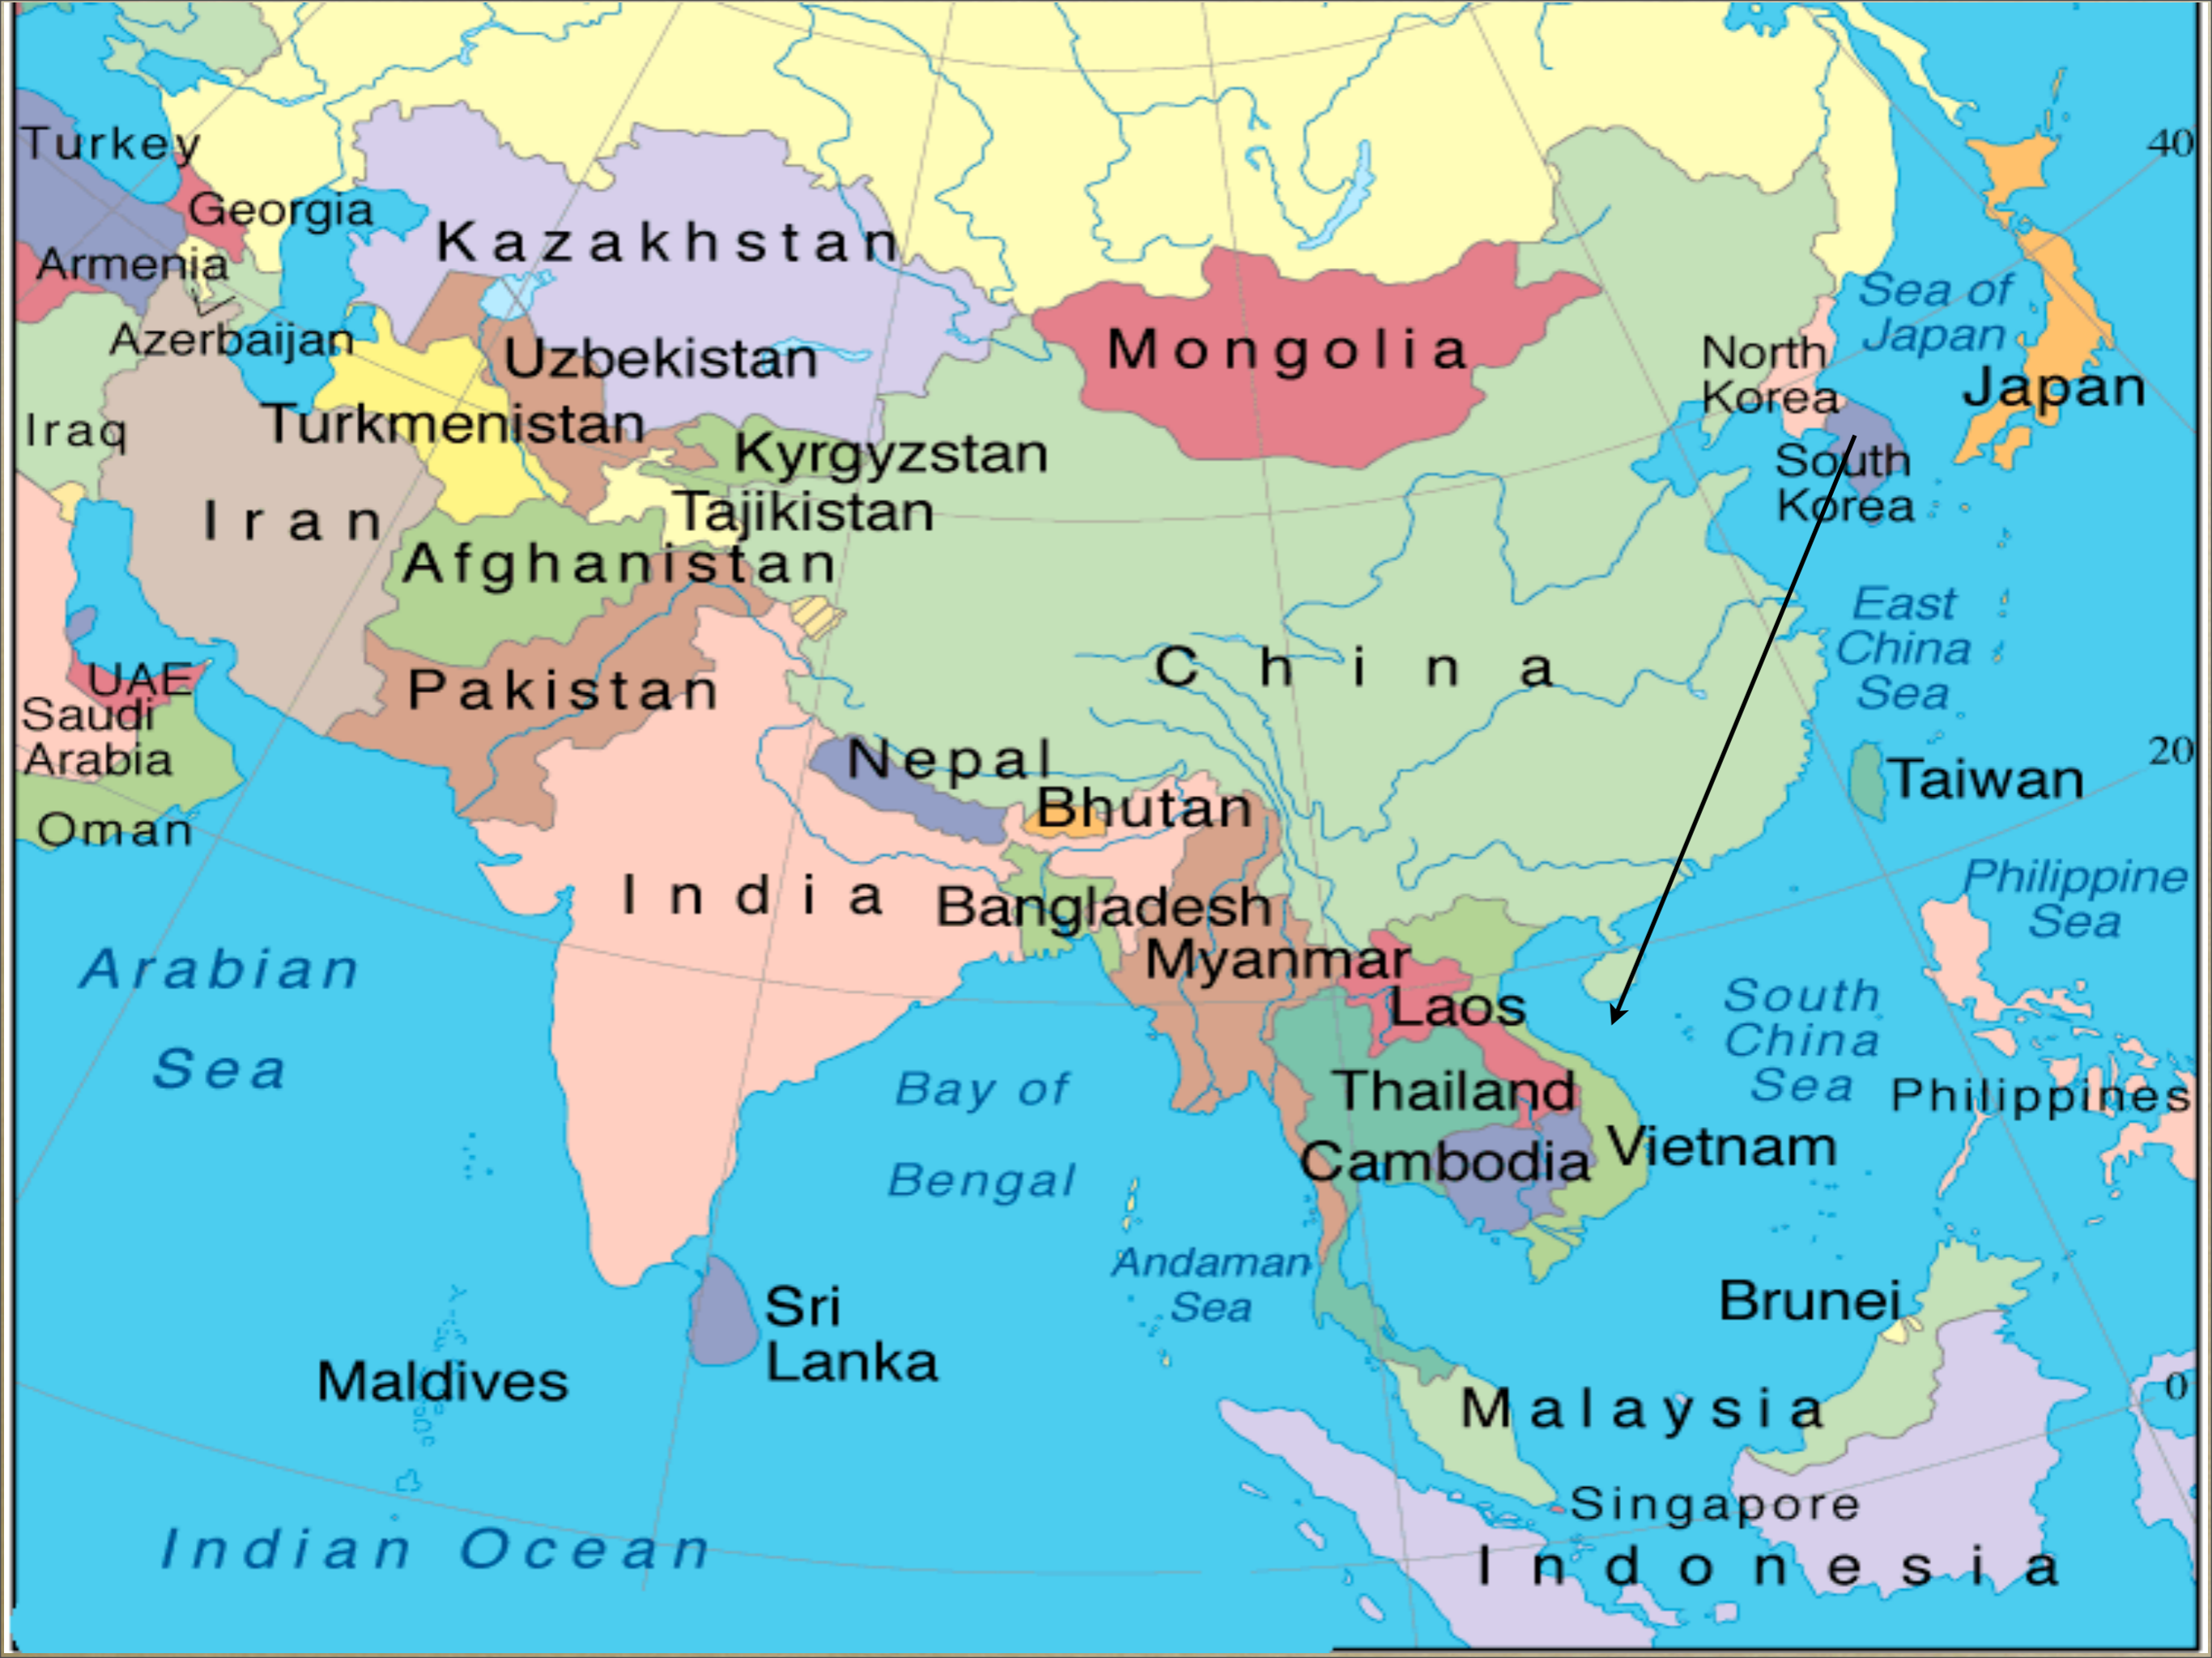 Turkey
40
Georgia
Kazakhstan
Armenia
Sea of
Japan
Azerbaijan
Uzbekistan
Mongolia
North
Korea
Japan
Iraq
Turkmenistan
Kyrgyzstan
South
Korea
Iran
Tajikistan
Afghanistan
East
China
Sea
China
UAE
Pakistan
Saudi
Arabia
Nepal
20
Taiwan
Oman
Bhutan
India
Bangladesh
Philippine
Sea
Arabian
Sea
Myanmar
Laos
South
China
Sea
Bay of
Bengal
Thailand
Philippines
Cambodia
Vietnam
Andaman
Sea
Sri
Lanka
Brunei
Maldives
0
Malaysia
Singapore
Indian Ocean
Indonesia